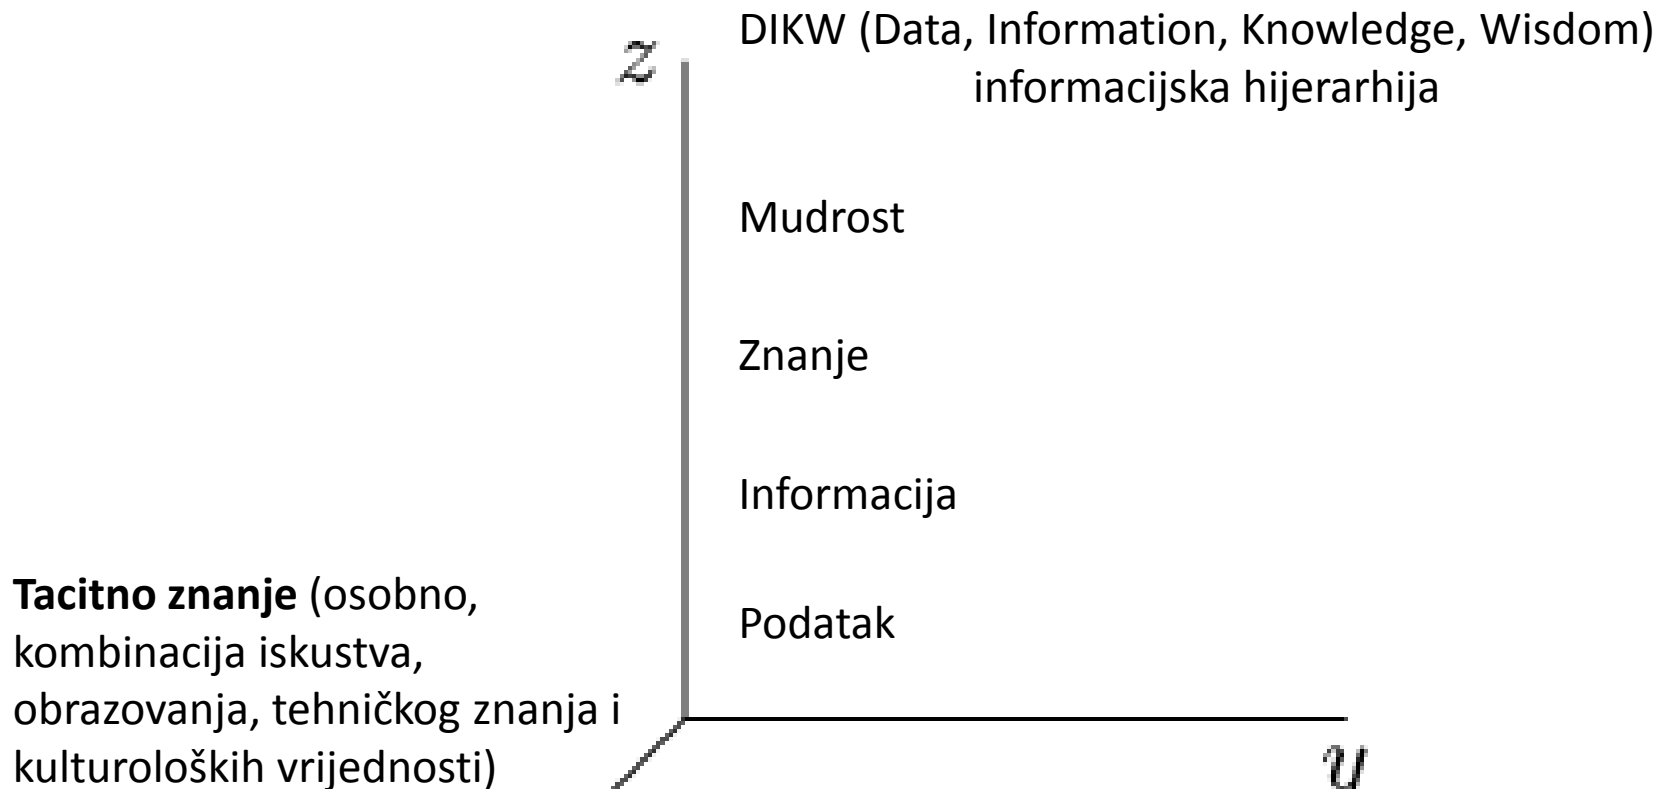 z
DIKW (Data, Information, Knowledge, Wisdom)
informacijska hijerarhija
Mudrost
Znanje
Informacija
Podatak
Tacitno znanje (osobno,
kombinacija iskustva,
obrazovanja, tehničkog znanja i
kulturoloških vrijednosti)
y